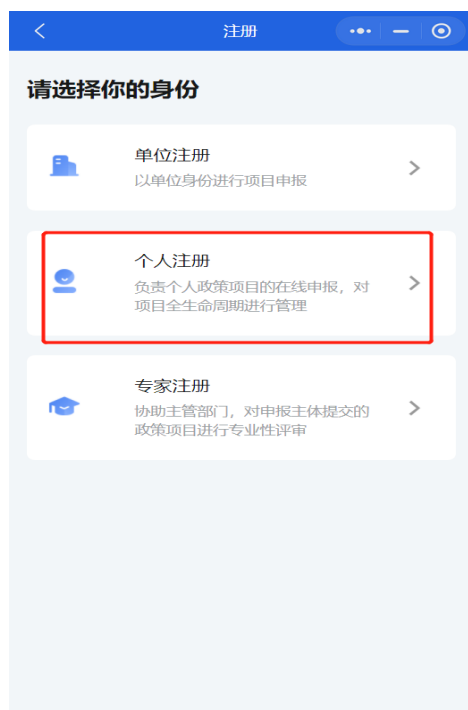 注册
请选择你的身份
单位注册
以单位身份进行项目申报
个人注册
负责个人政策项目的在线申报，对
项目全生命周期进行管理
专家注册
协助主管部门，对申报主体提交的
政策项目进行专业性评审